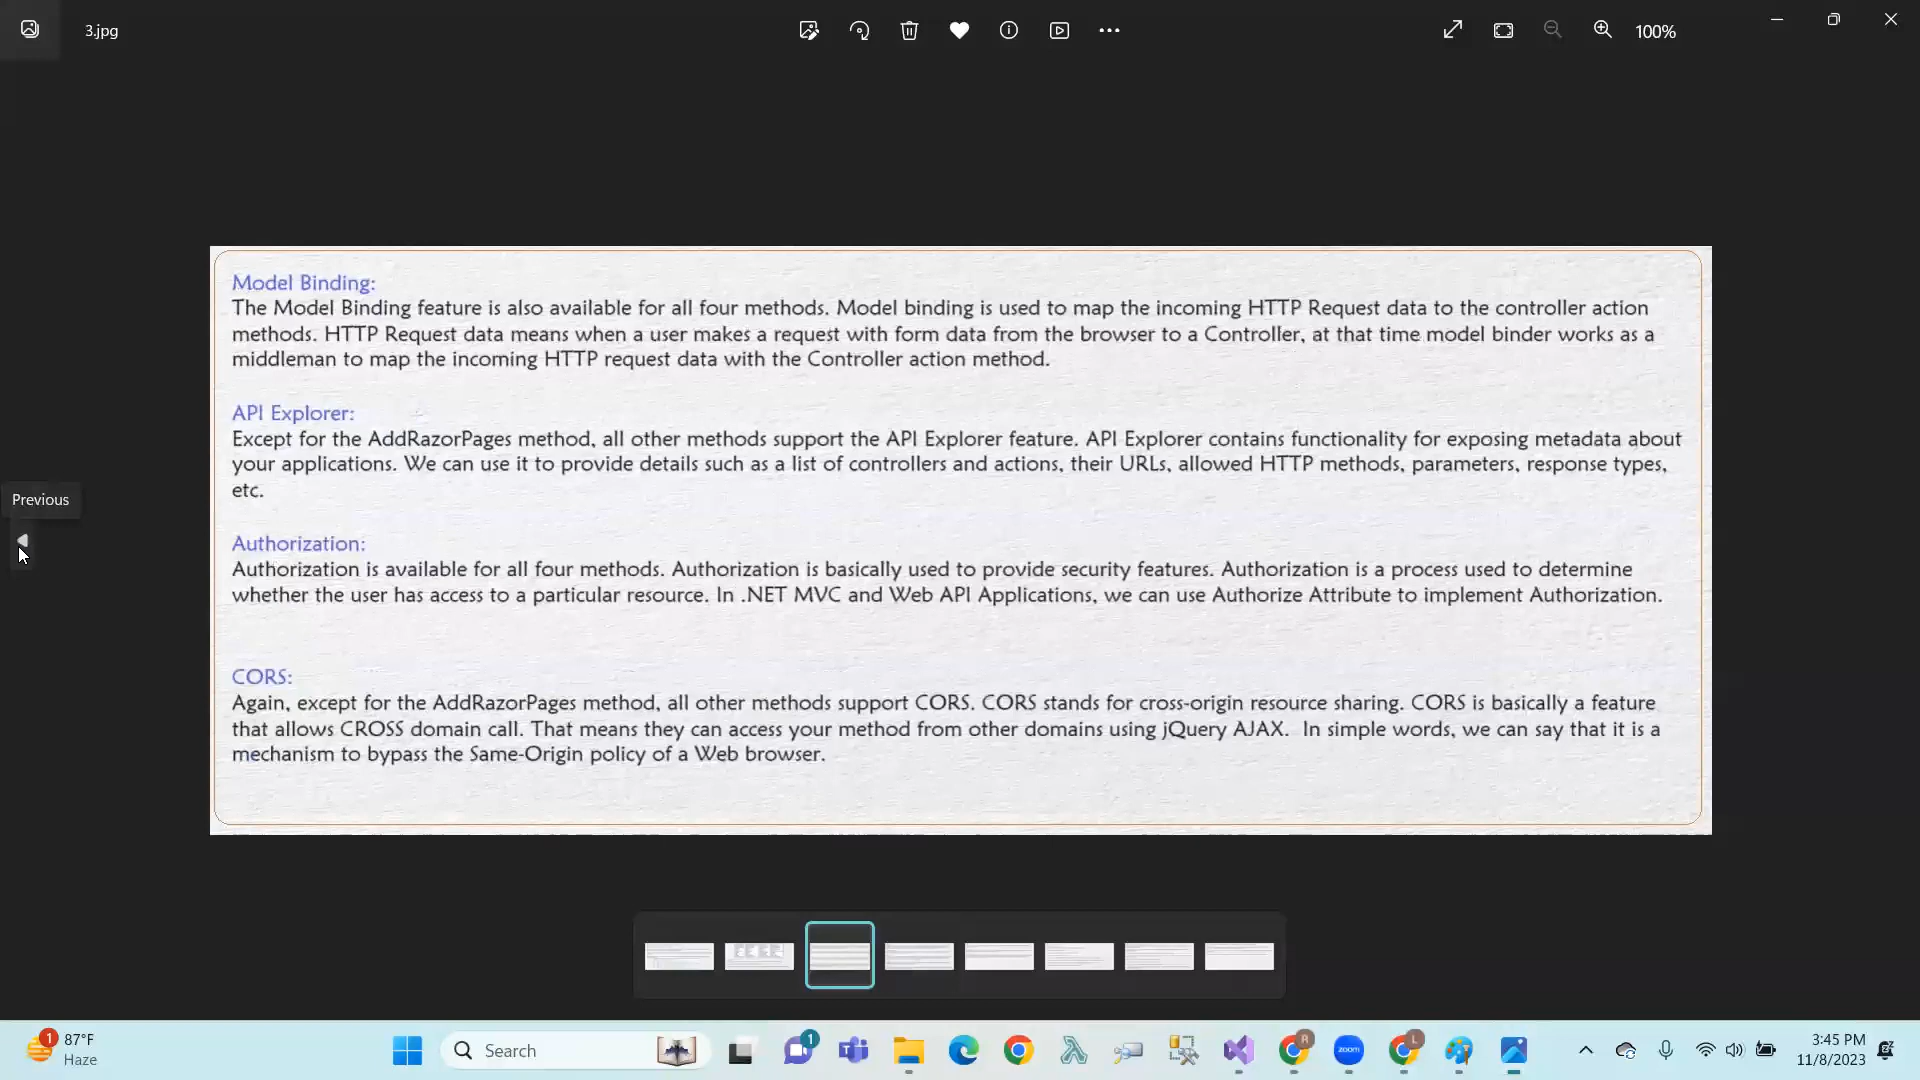 3.jpg
100%
Model Binding:
The Model Binding feature is also available for all four methods. Model binding is used to map the incoming HTTP Request data to the controller action
methods. HTTP Request data means when a user makes a request with form data from the browser to a Controller, at that time model binder works as a
middleman to map the incoming HTTP request data with the Controller action method.
API Explorer:
Except for the AddRazorPages method, all other methods support the API Explorer feature. API Explorer contains functionality for exposing metadata about
your applications. We can use it to provide details such as a list of controllers and actions, their URLs, allowed HTTP methods, parameters, response types,
etc.
Previous
Authorization:
Authorization is available for all four methods. Authorization is basically used to provide security features. Authorization is a process used to determine
whether the user has access to a particular resource. In .NET MVC and Web API Applications, we can use Authorize Attribute to implement Authorization.
CORS:
Again, except for the AddRazorPages method, all other methods support CORS. CORS stands for cross-origin resource sharing. CORS is basically a feature
that allows CROSS domain call. That means they can access your method from other domains using jQuery AJAX. In simple words, we can say that it is a
mechanism to bypass the Same-Origin policy of a Web browser.
1
87°F
Haze
Search
1
R
zoom
L
3:45 PM
11/8/2023